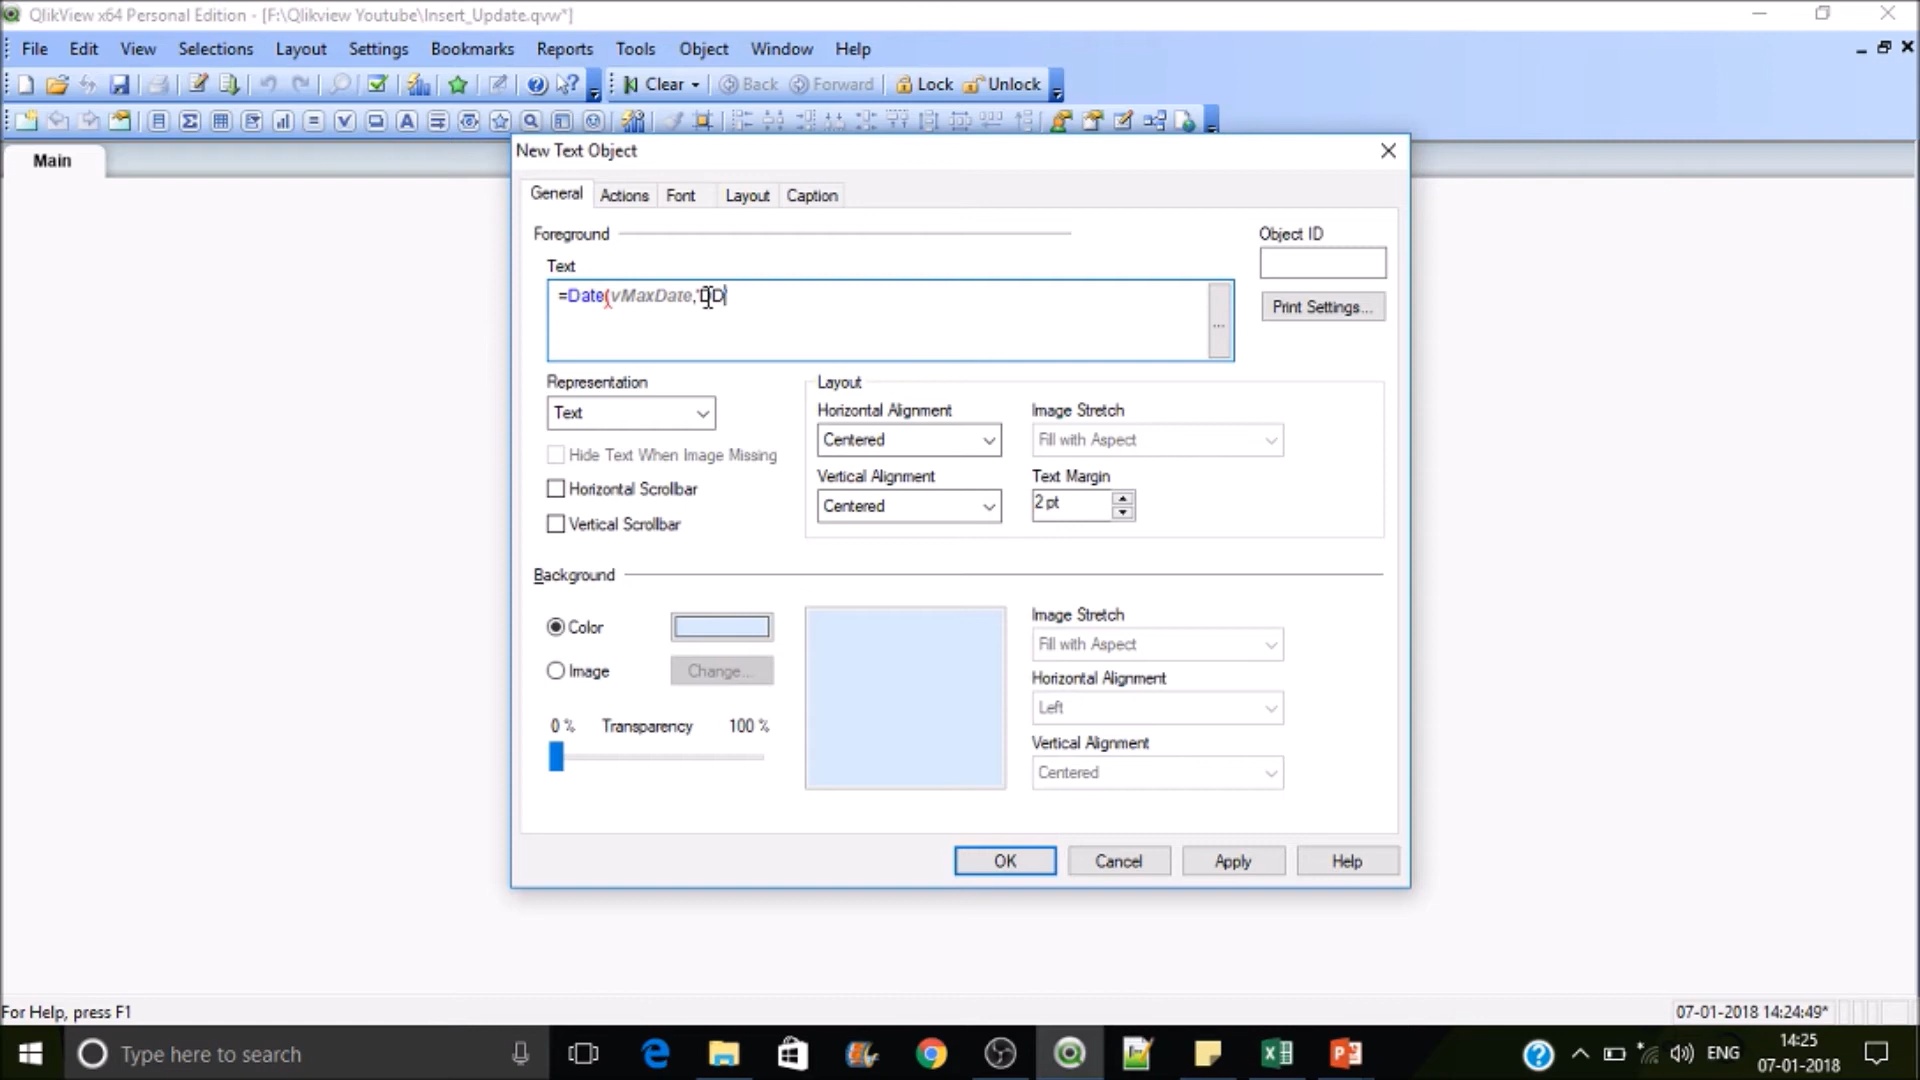 QlikView x64 Personal Edition - [F:\Qlikview Youtube\Insert_Update.qvw*]
File Edit View Selections Layout Settings Bookmarks Reports Tools Object Window Help
Clear Back Forward Lock Unlock
Main
New Text Object
General Actions Font Layout Caption
Foreground
Object ID
Text
=Date(vMaxDate,'DD
...
Print Settings...
Representation
Layout
Text
Horizontal Alignment
Image Stretch
Centered
Fill with Aspect
Hide Text When Image Missing
Vertical Alignment
Text Margin
Horizontal Scrollbar
Centered
2 pt
Vertical Scrollbar
Background
Color
Image Stretch
Fill with Aspect
Image
Change...
Horizontal Alignment
Left
0 % Transparency 100 %
Vertical Alignment
Centered
OK Cancel Apply Help
For Help, press F1
07-01-2018 14:24:49*
Type here to search
ENG
14:25
07-01-2018